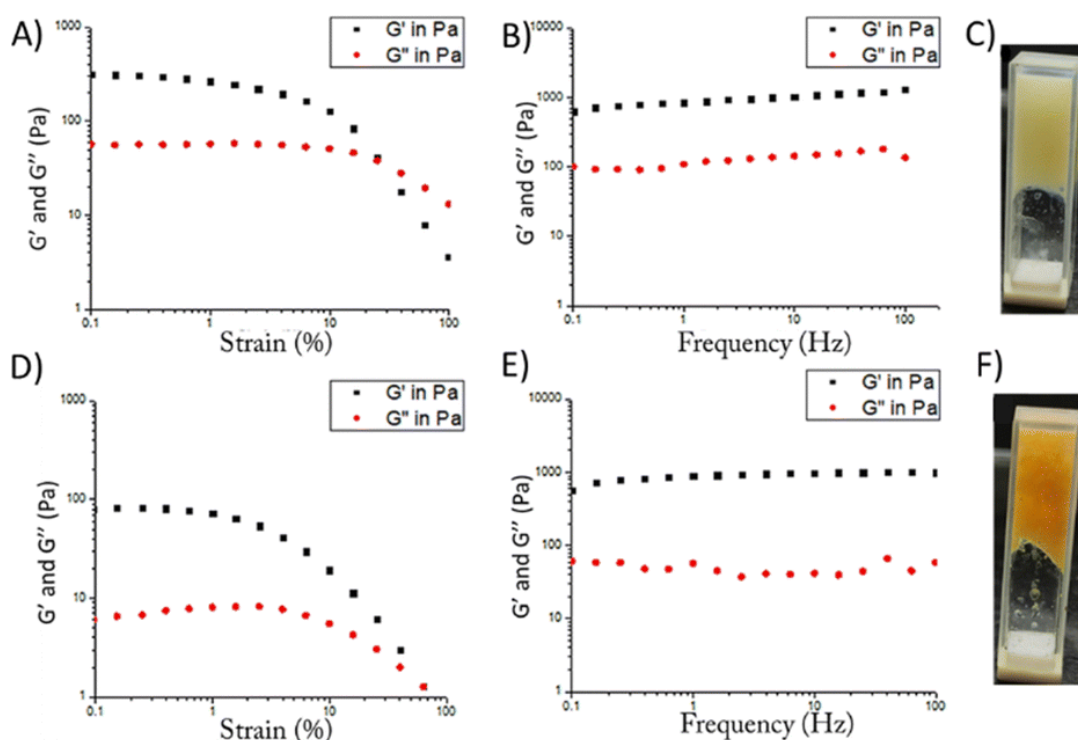 A)
1000
100
10
1
0.1
1
10
100
G' in Pa
G'' in Pa
G' and G'' (Pa)
Strain (%)
B)
10000
1000
100
10
1
0.1
1
10
100
G' in Pa
G'' in Pa
G' and G'' (Pa)
Frequency (Hz)
C)
D)
1000
100
10
1
0.1
1
10
100
G' in Pa
G'' in Pa
G' and G'' (Pa)
Strain (%)
E)
10000
1000
100
10
1
0.1
1
10
100
G' in Pa
G'' in Pa
G' and G'' (Pa)
Frequency (Hz)
F)